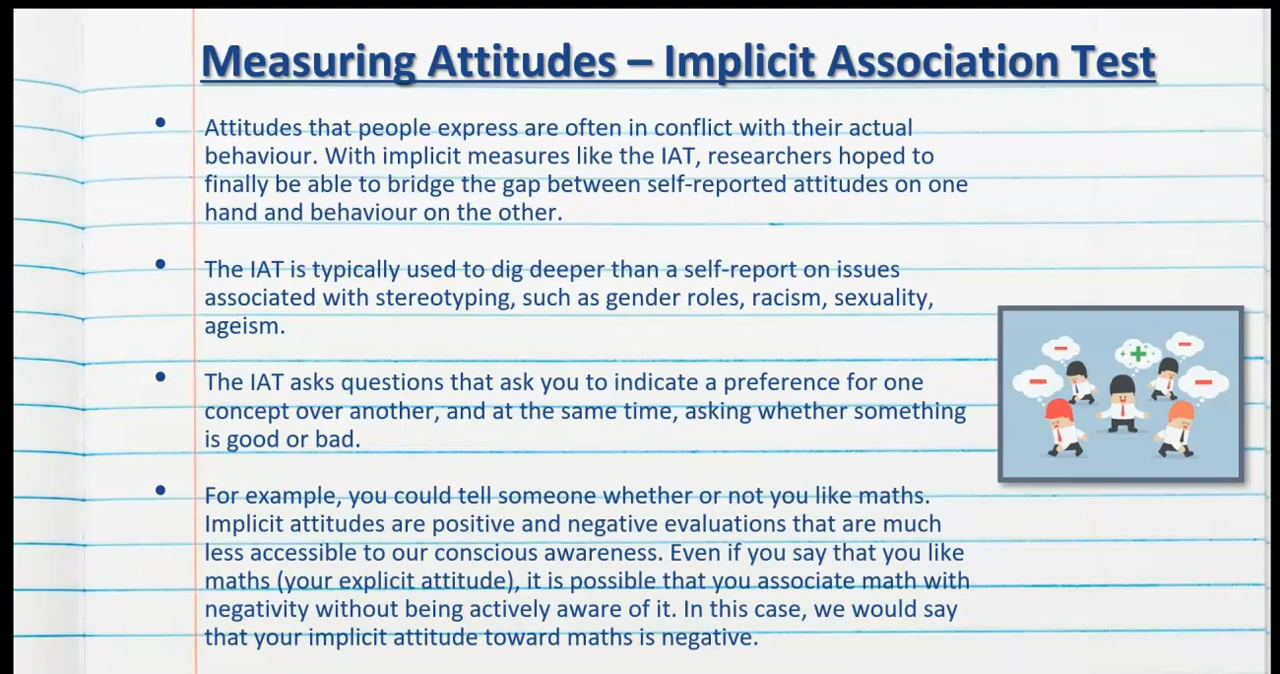 Measuring Attitudes – Implicit Association Test
• Attitudes that people express are often in conflict with their actual
behaviour. With implicit measures like the IAT, researchers hoped to
finally be able to bridge the gap between self-reported attitudes on one
hand and behaviour on the other.
• The IAT is typically used to dig deeper than a self-report on issues
associated with stereotyping, such as gender roles, racism, sexuality,
ageism.
• The IAT asks questions that ask you to indicate a preference for one
concept over another, and at the same time, asking whether something
is good or bad.
• For example, you could tell someone whether or not you like maths.
Implicit attitudes are positive and negative evaluations that are much
less accessible to our conscious awareness. Even if you say that you like
maths (your explicit attitude), it is possible that you associate math with
negativity without being actively aware of it. In this case, we would say
that your implicit attitude toward maths is negative.